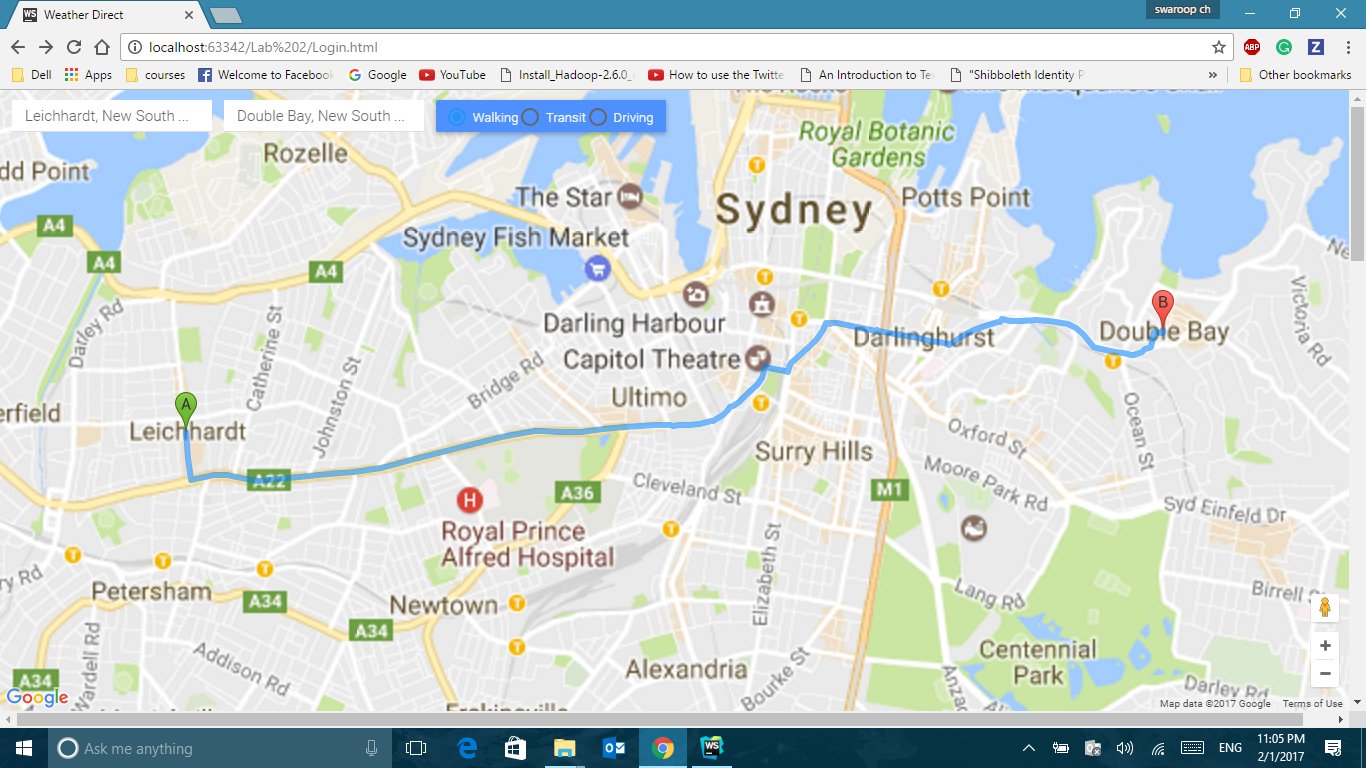 swaroop ch
WS Weather Direct
localhost:63342/Lab%202/Login.html
ABP
Z
Dell Apps courses Welcome to Facebook Google YouTube Install_Hadoop-2.6.0_ How to use the Twitte An Introduction to Te "Shibboleth Identity P » Other bookmarks
Leichhardt, New South ... Double Bay, New South ... Walking Transit Driving
Royal Botanic
Gardens
Rozelle
dd Point
The Star
Potts Point
Sydney
A4
Sydney Fish Market
A4
A4
Ne
Victoria Rd
Darley Rd
Catherine St
Darling Harbour
B
Double Bay
Darlinghurst
Capitol Theatre
Johnston St
Bridge Rd
Ultimo
A
erfield
Leichhardt
Ocean St
Oxford St
Surry Hills
A22
Moore Park Rd
Cleveland St
A36
M1
H
Royal Prince
Alfred Hospital
Syd Einfeld Dr
Elizabeth St
ry Rd
Petersham
A34
Newtown
Lang Rd
Birrell St
A34
Wardell Rd
Addison Rd
Alexandria
Bourke St
Centennial
Park
Anzac
A34
Darley Rd
Google
Erskineville
Map data ©2017 Google Terms of Use
Ask me anything
WS
ENG
11:05 PM
2/1/2017